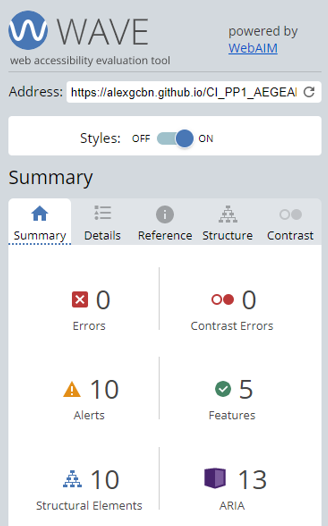 WAVE
powered by
WebAIM
web accessibility evaluation tool
Address: https://alexgcbn.github.io/CI_PP1_AEGEA
Styles: OFF ON
Summary
Summary Details Reference Structure Contrast
0 0
Errors Contrast Errors
10 5
Alerts Features
10 13
Structural Elements ARIA